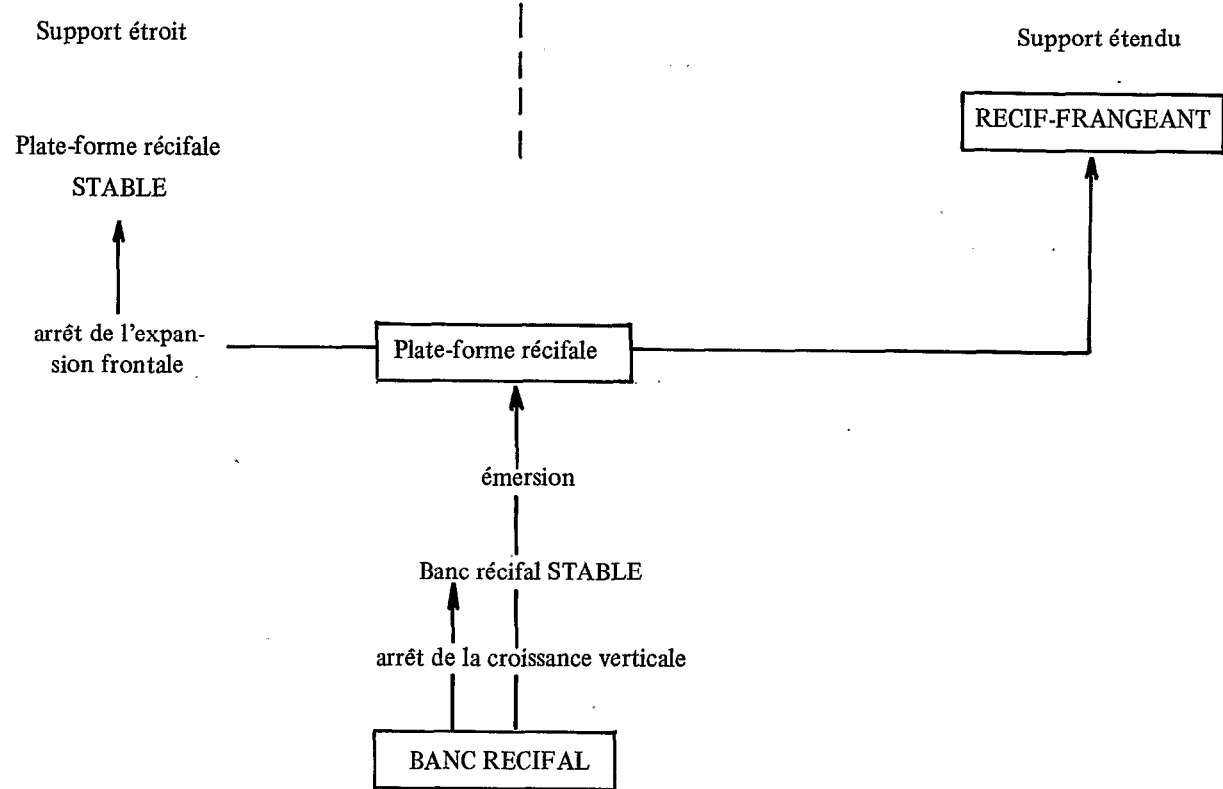 Support étroit
Support étendu
RECIF-FRANGEANT
Plate-forme récifale
STABLE
arrêt de l'expan-
sion frontale
Plate-forme récifale
émersion
Banc récifal STABLE
arrêt de la croissance verticale
BANC RECIFAL